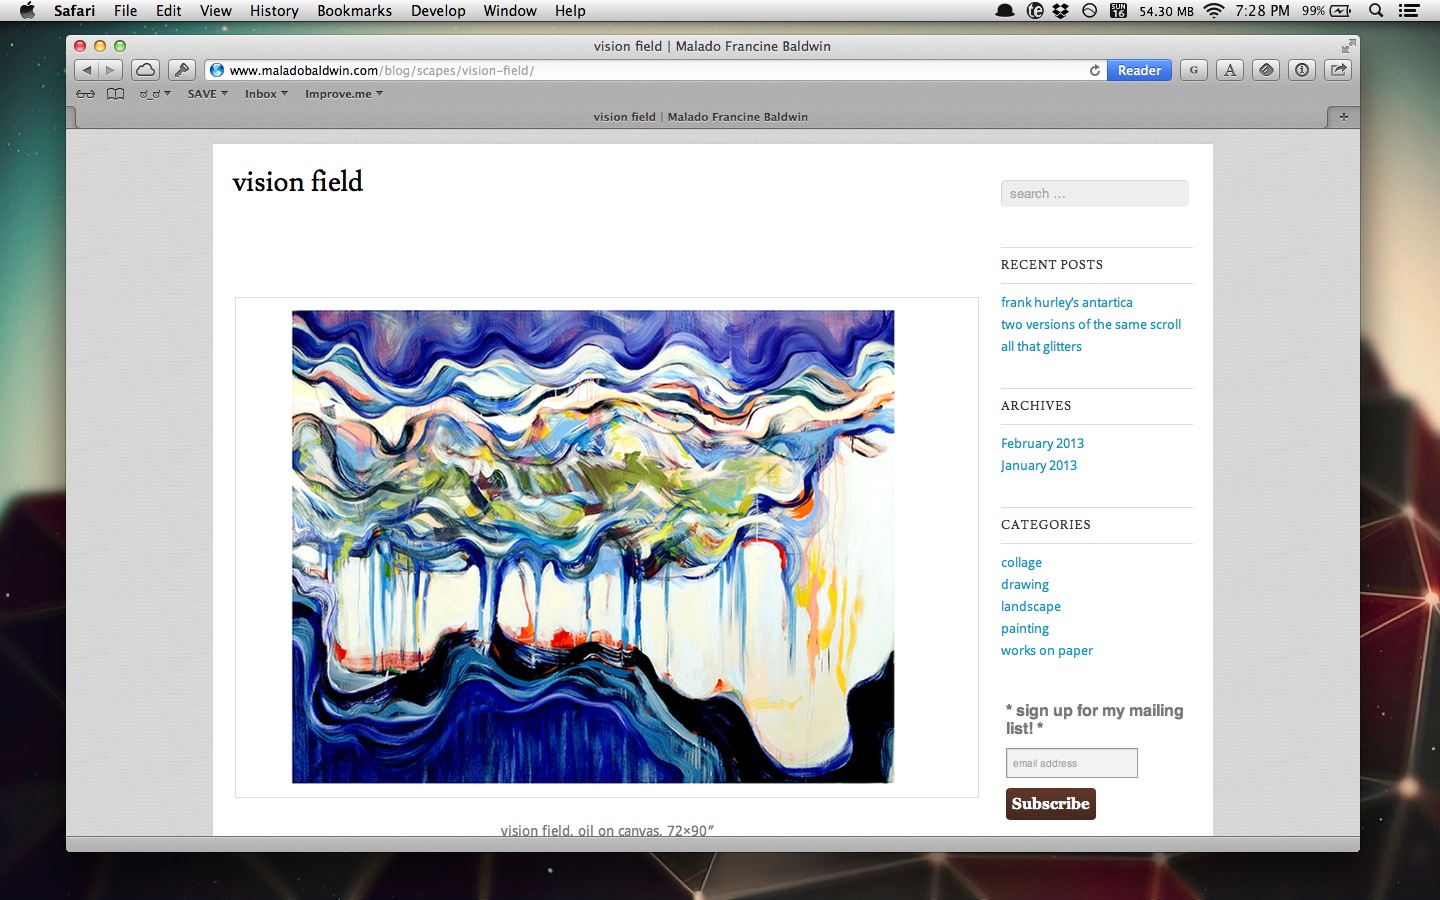 Safari File Edit View History Bookmarks Develop Window Help
SUN 16 54.30 MB 7:28 PM 99%
vision field | Malado Francine Baldwin
www.maladobaldwin.com/blog/scapes/vision-field/
Reader
G A
ಠ_ಠ SAVE Inbox Improve.me
vision field | Malado Francine Baldwin
vision field
vision field, oil on canvas, 72×90″
search ...
RECENT POSTS
frank hurley's antartica
two versions of the same scroll
all that glitters
ARCHIVES
February 2013
January 2013
CATEGORIES
collage
drawing
landscape
painting
works on paper
* sign up for my mailing
list! *
email address
Subscribe